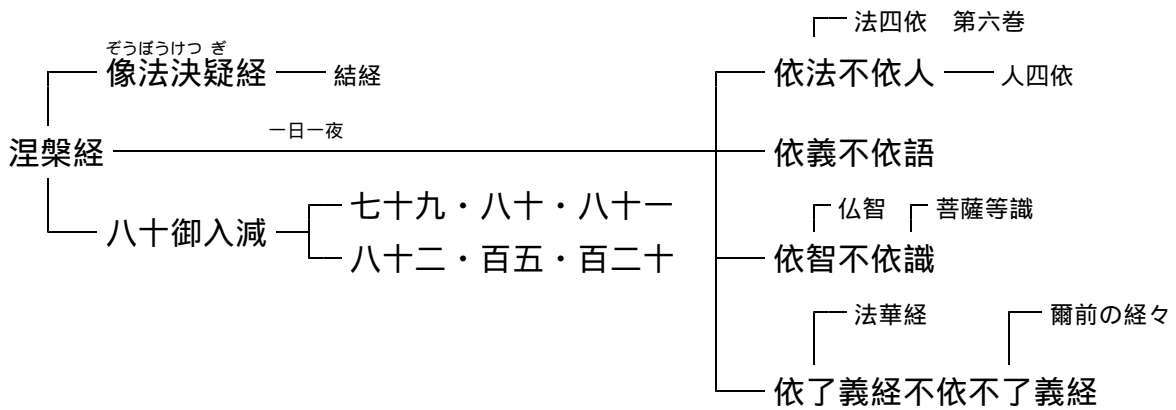 ぞうぼうけつ ぎ
像法決疑経
結経
涅槃経
一日一夜
八十御入減
七十九・八十・八十一
八十二・百五・百二十
法四依 第六巻
依法不依人
人四依
依義不依語
仏智
菩薩等識
依智不依識
法華経
爾前の経々
依了義経不依不了義経